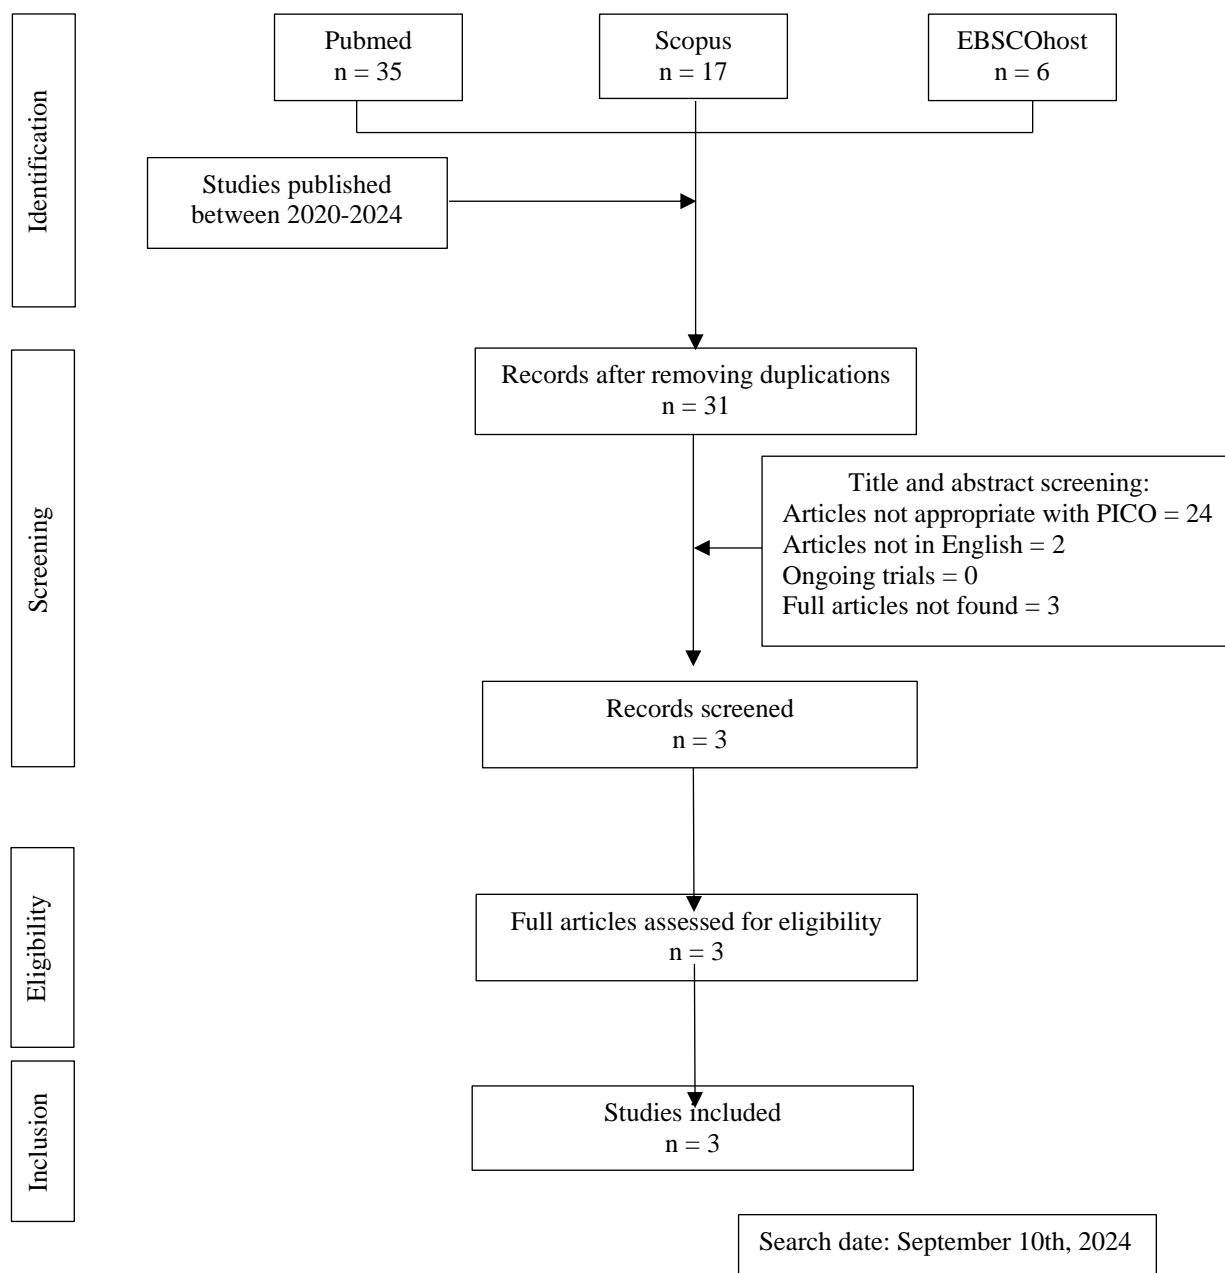 Identification
Pubmed
n = 35
Scopus
n = 17
EBSCOhost
n = 6
Studies published
between 2020-2024
Screening
Records after removing duplications
n = 31
Title and abstract screening:
Articles not appropriate with PICO = 24
Articles not in English = 2
Ongoing trials = 0
Full articles not found = 3
Records screened
n = 3
Eligibility
Full articles assessed for eligibility
n = 3
Inclusion
Studies included
n = 3
Search date: September 10th, 2024